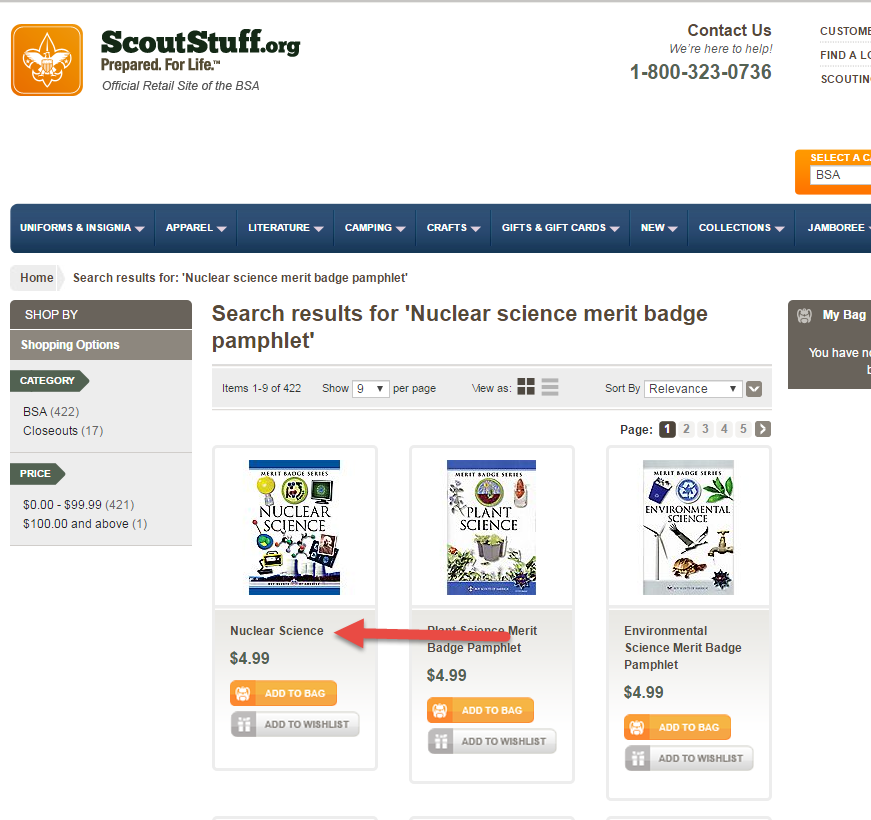 ScoutStuff.org
Prepared. For Life.™
Official Retail Site of the BSA
Contact Us
We're here to help!
1-800-323-0736
CUSTOME
FIND A LO
SCOUTIN
SELECT A CA
BSA
UNIFORMS & INSIGNIA
APPAREL
LITERATURE
CAMPING
CRAFTS
GIFTS & GIFT CARDS
NEW
COLLECTIONS
JAMBOREE
Home
Search results for: 'Nuclear science merit badge pamphlet'
SHOP BY
Shopping Options
CATEGORY
BSA (422)
Closeouts (17)
PRICE
$0.00 - $99.99 (421)
$100.00 and above (1)
Search results for 'Nuclear science merit badge
pamphlet'
Items 1-9 of 422
Show 9 per page
View as:
Sort By Relevance
Page: 1 2 3 4 5
MERIT BADGE SERIES
NUCLEAR
SCIENCE
Nuclear Science
$4.99
ADD TO BAG
ADD TO WISHLIST
MERIT BADGE SERIES
PLANT
SCIENCE
Plant Science Merit
Badge Pamphlet
$4.99
ADD TO BAG
ADD TO WISHLIST
MERIT BADGE SERIES
ENVIRONMENTAL
SCIENCE
Environmental
Science Merit Badge
Pamphlet
$4.99
ADD TO BAG
ADD TO WISHLIST
My Bag
You have no
b